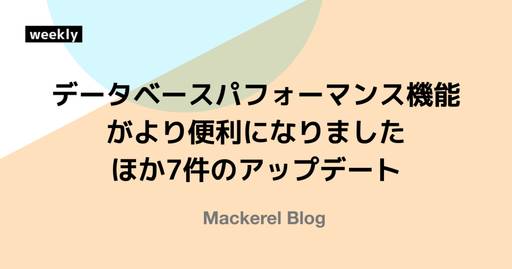 weekly
データベースパフォーマンス機能
がより便利になりました
ほか7件のアップデート
Mackerel Blog